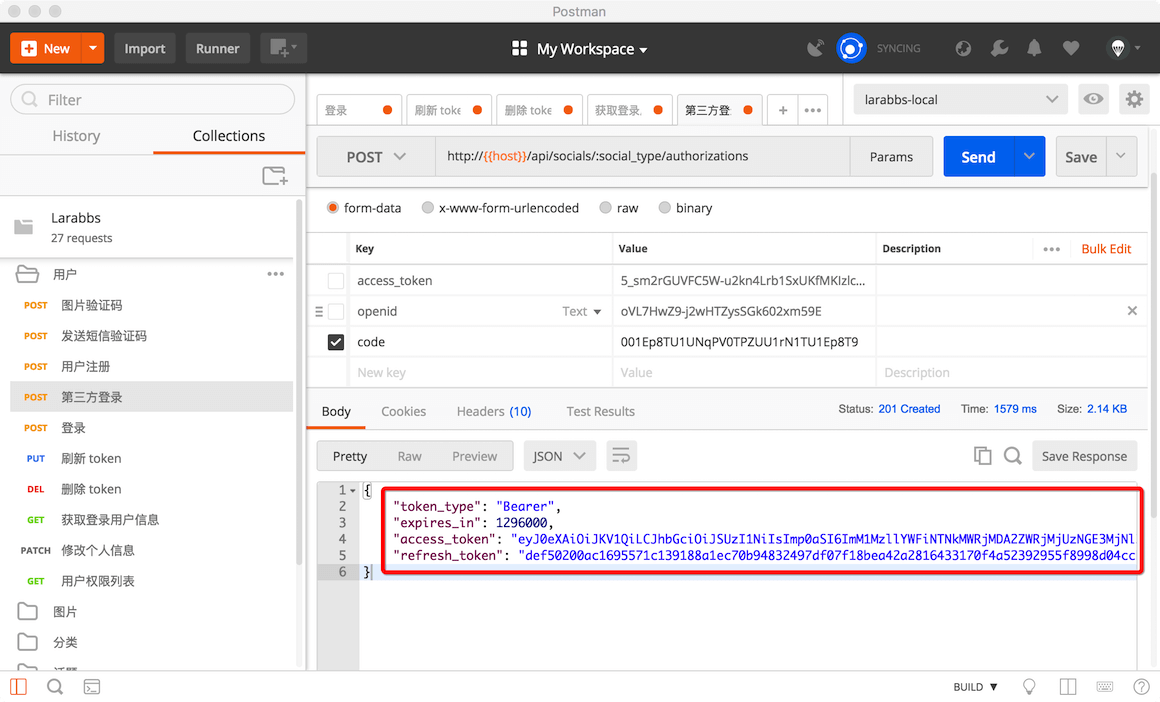 Postman
New
Import
Runner
My Workspace
SYNCING
Filter
History
Collections
Larabbs
27 requests
用户
POST 图片验证码
POST 发送短信验证码
POST 用户注册
POST 第三方登录
POST 登录
PUT 刷新 token
DEL 删除 token
GET 获取登录用户信息
PATCH 修改个人信息
GET 用户权限列表
图片
分类
话题
登录
刷新 toke
删除 toke
获取登录
第三方登
larabbs-local
POST
http://{{host}}/api/socials/:social_type/authorizations
Params
Send
Save
form-data
x-www-form-urlencoded
raw
binary
Key Value Description
Bulk Edit
access_token 5_sm2rGUVFC5W-u2kn4Lrb1SxUKfMKIzlc...
openid Text oVL7HwZ9-j2wHTZysSGk602xm59E
code 001Ep8TU1UNqPV0TPZUU1rN1TU1Ep8T9
New key Value Description
Body Cookies Headers (10) Test Results
Status: 201 Created Time: 1579 ms Size: 2.14 KB
Pretty Raw Preview JSON
Save Response
1 {
2 "token_type": "Bearer",
3 "expires_in": 1296000,
4 "access_token": "eyJ0eXAiOiJKV1QiLCJhbGciOiJSUzI1NiIsImp0aSI6ImM1MzllYWFiNTNkMWRjMDA2ZWRjMjUzNGE3MjNl
5 "refresh_token": "def50200ac1695571c139188a1ec70b94832497df07f18bea42a2816433170f4a52392955f8998d04cc
6 }
BUILD